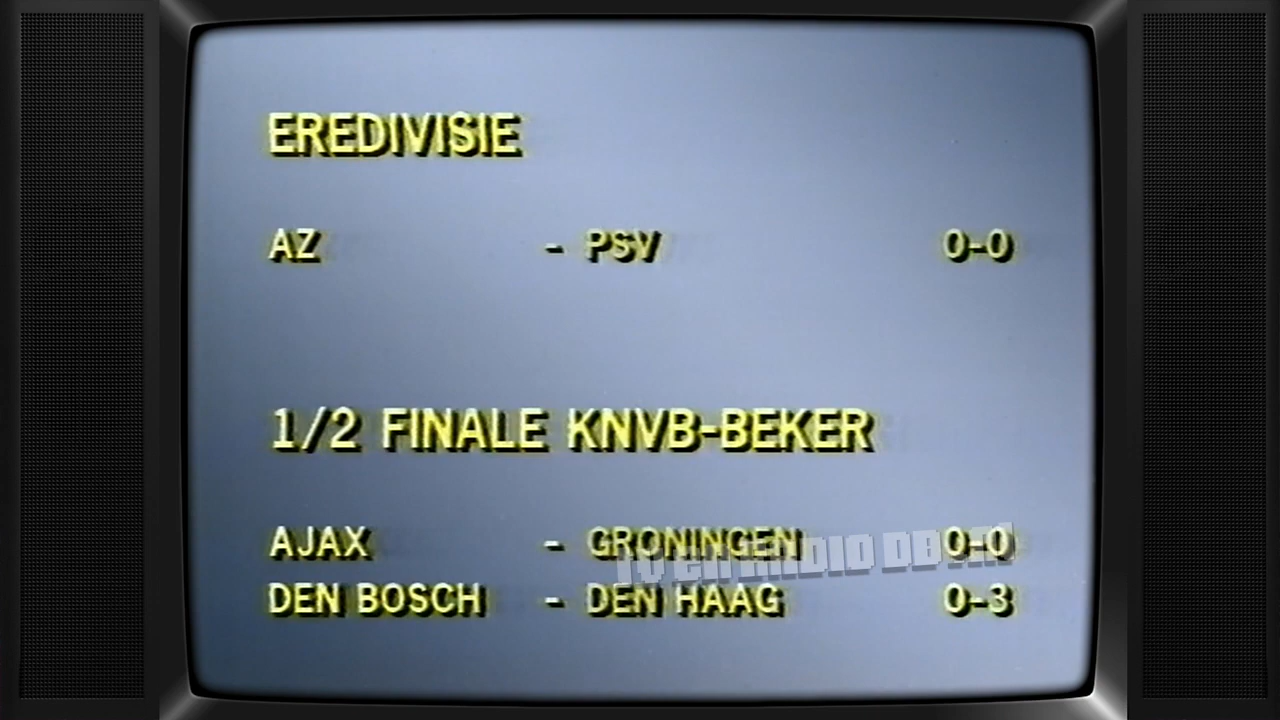 EREDIVISIE
AZ - PSV 0-0
1/2 FINALE KNVB-BEKER
AJAX - GRONINGEN 0-0
DEN BOSCH - DEN HAAG 0-3